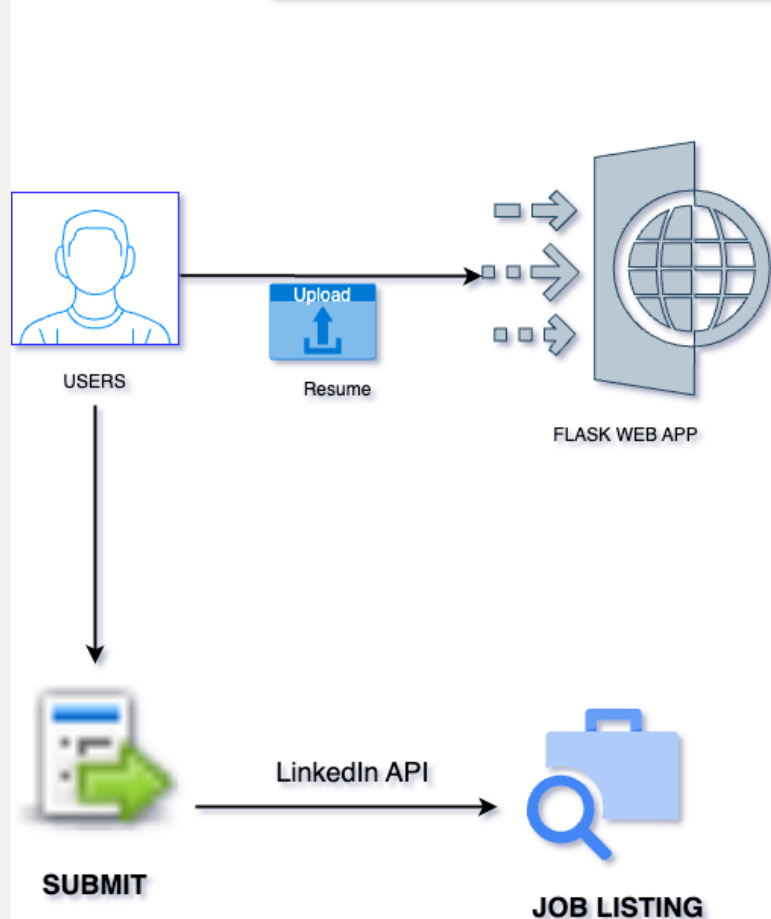 Upload
USERS
Resume
FLASK WEB APP
LinkedIn API
SUBMIT
JOB LISTING